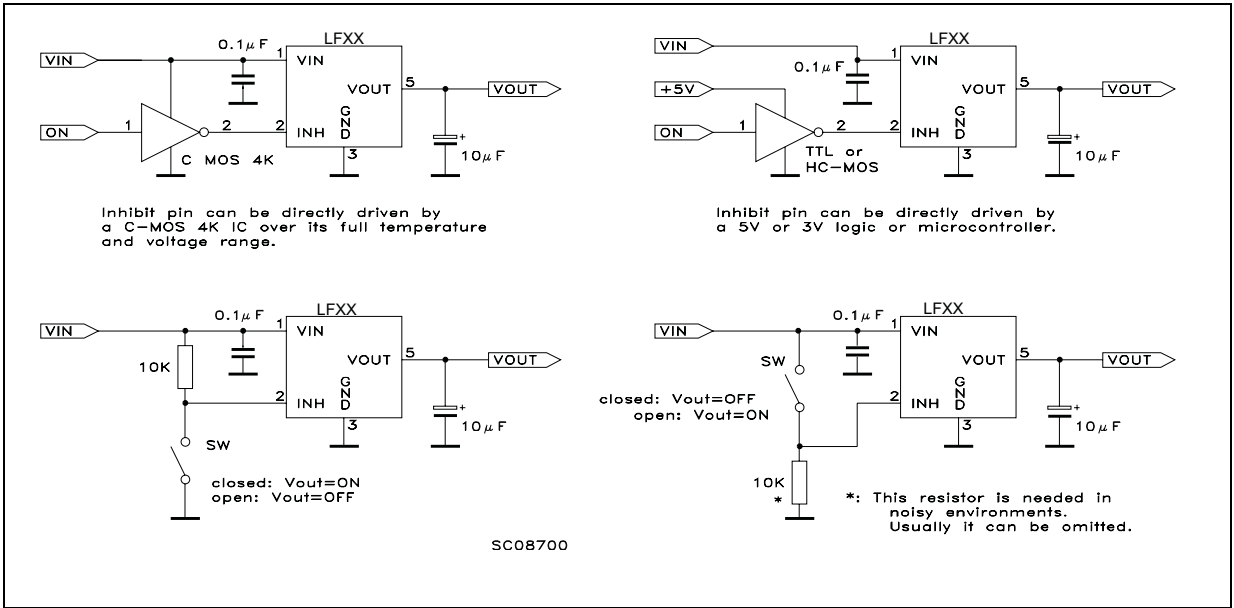 LFXX
0.1µF
VIN
1
VIN
VOUT
5
VOUT
GND
ON
1
2
2
INH
3
C MOS 4K
+
10µF
Inhibit pin can be directly driven by
a C-MOS 4K IC over its full temperature
and voltage range.
LFXX
VIN
1
VIN
0.1µF
+5V
VOUT
5
VOUT
GND
ON
1
2
2
INH
3
TTL or
HC-MOS
+
10µF
Inhibit pin can be directly driven by
a 5V or 3V logic or microcontroller.
LFXX
0.1µF
VIN
1
VIN
10K
VOUT
5
VOUT
GND
2
INH
3
+
10µF
SW
closed: Vout=ON
open: Vout=OFF
LFXX
0.1µF
VIN
1
VIN
SW
VOUT
5
VOUT
GND
closed: Vout=OFF
open: Vout=ON
2
INH
3
+
10µF
10K
*
*: This resistor is needed in
noisy environments.
Usually it can be omitted.
SC08700